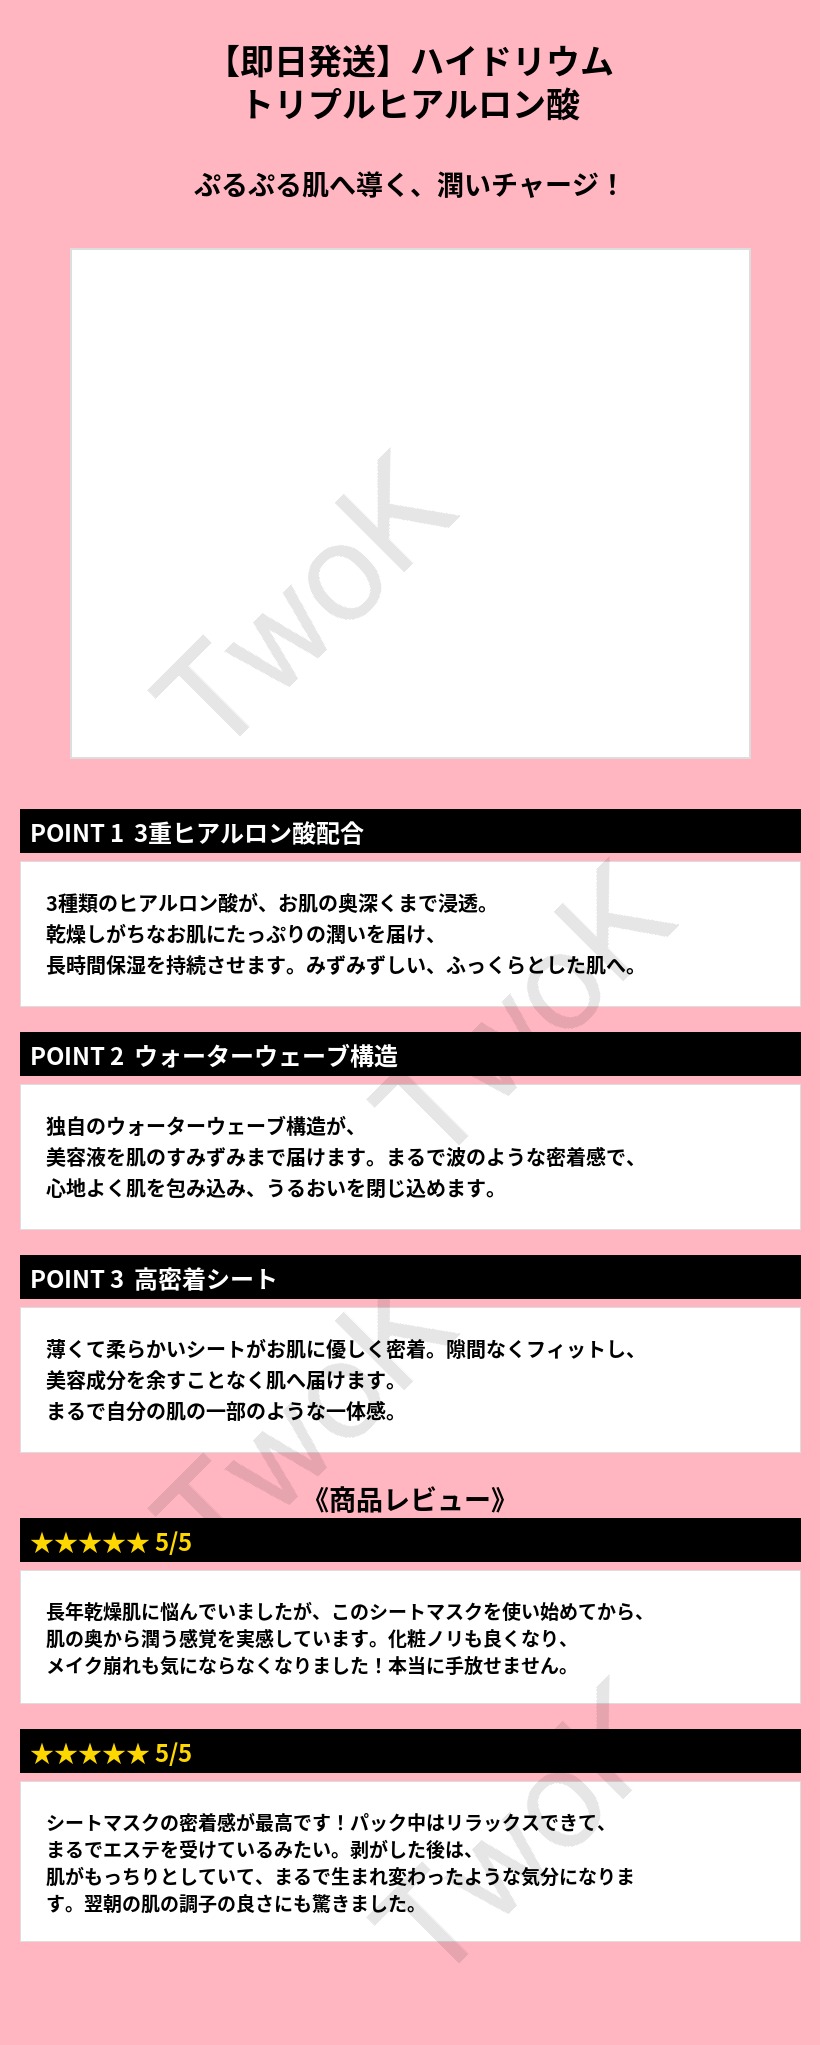 【即日発送】ハイドリウム
トリプルヒアルロン酸
ぷるぷる肌へ導く、潤いチャージ！
TwoK
POINT 1 3重ヒアルロン酸配合
3種類のヒアルロン酸が、お肌の奥深くまで浸透。
乾燥しがちなお肌にたっぷりの潤いを届け、
長時間保湿を持続させます。みずみずしい、ふっくらとした肌へ。
TwoK
POINT 2 ウォーターウェーブ構造
独自のウォーターウェーブ構造が、
美容液を肌のすみずみまで届けます。まるで波のような密着感で、
心地よく肌を包み込み、うるおいを閉じ込めます。
POINT 3 高密着シート
薄くて柔らかいシートがお肌に優しく密着。隙間なくフィットし、
美容成分を余すことなく肌へ届けます。
まるで自分の肌の一部のような一体感。
TwoK
《商品レビュー》
★★★★★ 5/5
長年乾燥肌に悩んでいましたが、このシートマスクを使い始めてから、
肌の奥から潤う感覚を実感しています。化粧ノリも良くなり、
メイク崩れも気にならなくなりました！本当に手放せません。
★★★★★ 5/5
シートマスクの密着感が最高です！パック中はリラックスできて、
まるでエステを受けているみたい。剥がした後は、
肌がもっちりとしていて、まるで生まれ変わったような気分になりま
す。翌朝の肌の調子の良さにも驚きました。
TwoK